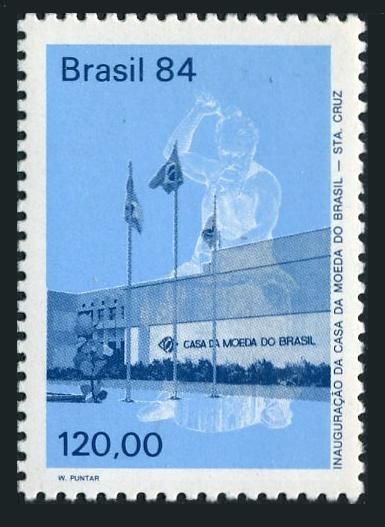 Brasil 84
INAUGURAÇÃO DA CASA DA MOEDA DO BRASIL — STA. CRUZ
CASA DA MOEDA DO BRASIL
120,00
W. PUNTAR